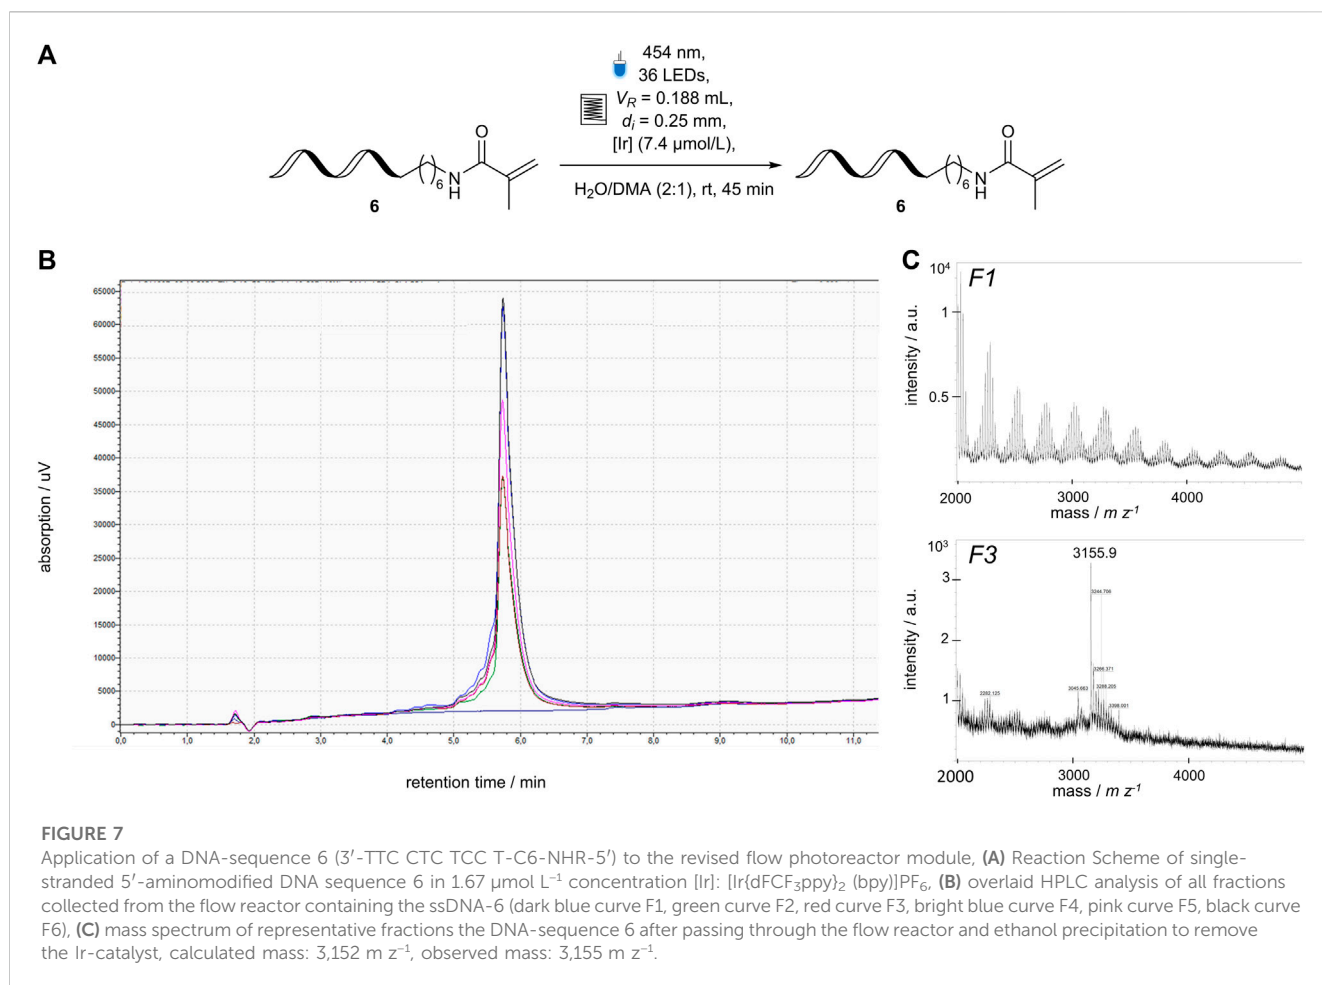 A
454 nm,
36 LEDs,
V_R = 0.188 mL,
d_i = 0.25 mm,
[Ir] (7.4 µmol/L),
H₂O/DMA (2:1), rt, 45 min
O
6
N
H
6
O
6
N
H
6
B
65000
60000
55000
50000
45000
40000
35000
30000
25000
20000
15000
10000
5000
0
absorption / uV
0,0 1,0 2,0 3,0 4,0 5,0 6,0 7,0 8,0 9,0 10,0 11,0
retention time / min
C
F1
10⁴
1
0.5
intensity / a.u.
2000 3000 4000
mass / m z⁻¹
F3
10³
3
2
1
intensity / a.u.
3155.9
2000 3000 4000
mass / m z⁻¹
FIGURE 7
Application of a DNA-sequence 6 (3′-TTC CTC TCC T-C6-NHR-5′) to the revised flow photoreactor module, (A) Reaction Scheme of single-
stranded 5′-aminomodified DNA sequence 6 in 1.67 µmol L⁻¹ concentration [Ir]: [Ir{dFCF₃ppy}₂ (bpy)]PF₆, (B) overlaid HPLC analysis of all fractions
collected from the flow reactor containing the ssDNA-6 (dark blue curve F1, green curve F2, red curve F3, bright blue curve F4, pink curve F5, black curve
F6), (C) mass spectrum of representative fractions the DNA-sequence 6 after passing through the flow reactor and ethanol precipitation to remove
the Ir-catalyst, calculated mass: 3,152 m z⁻¹, observed mass: 3,155 m z⁻¹.